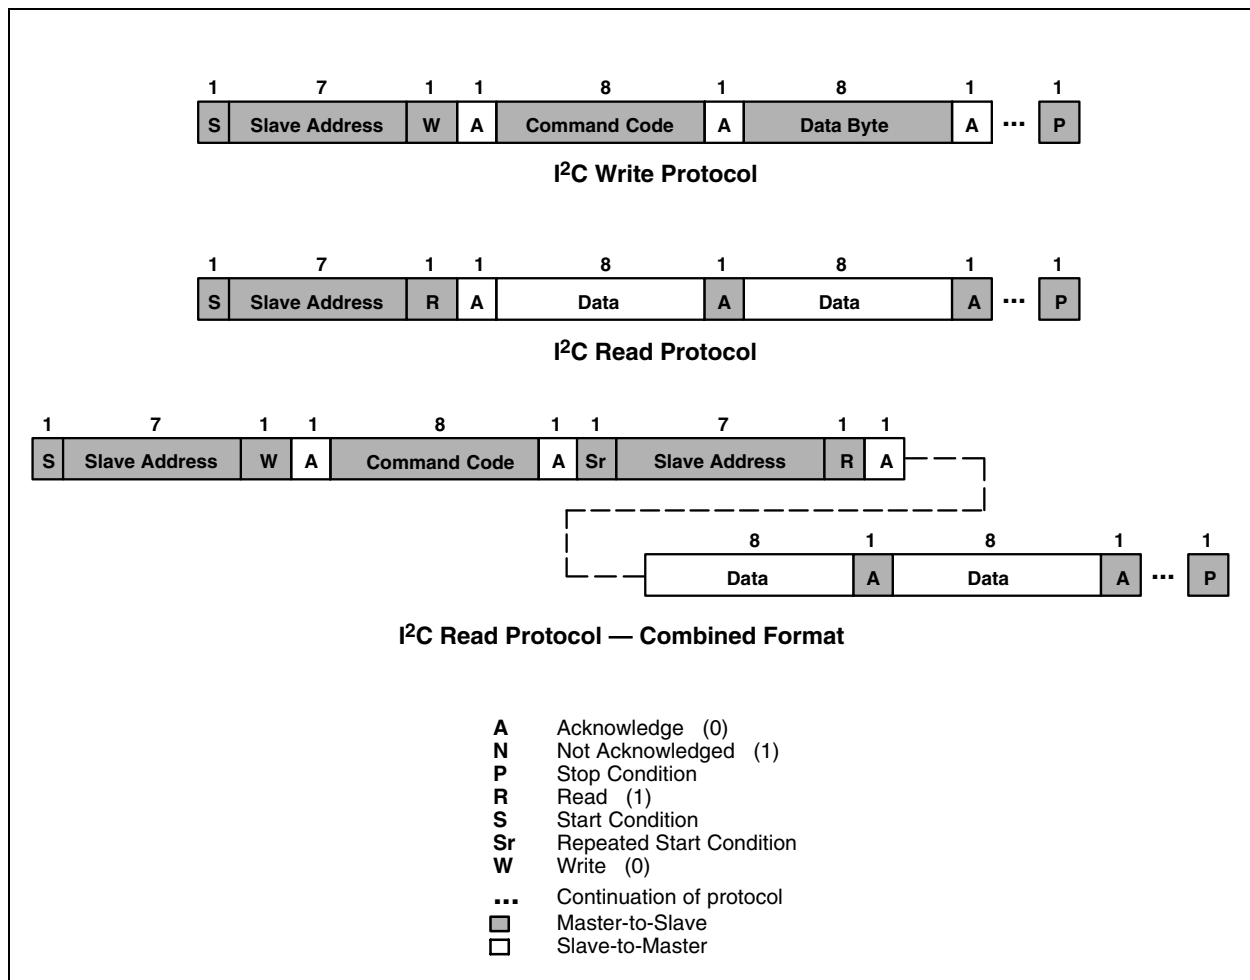 1 7 1 1 8 1 8 1 1
S Slave Address W A Command Code A Data Byte A ... P
I2C Write Protocol
1 7 1 1 8 1 8 1 1
S Slave Address R A Data A Data A ... P
I2C Read Protocol
1 7 1 1 8 1 1 7 1 1
S Slave Address W A Command Code A Sr Slave Address R A
8 1 8 1 1
Data A Data A ... P
I2C Read Protocol — Combined Format
A Acknowledge (0)
N Not Acknowledged (1)
P Stop Condition
R Read (1)
S Start Condition
Sr Repeated Start Condition
W Write (0)
... Continuation of protocol
Master-to-Slave
Slave-to-Master